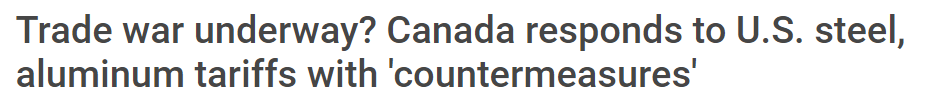 Trade war underway? Canada responds to U.S. steel,
aluminum tariffs with 'countermeasures'